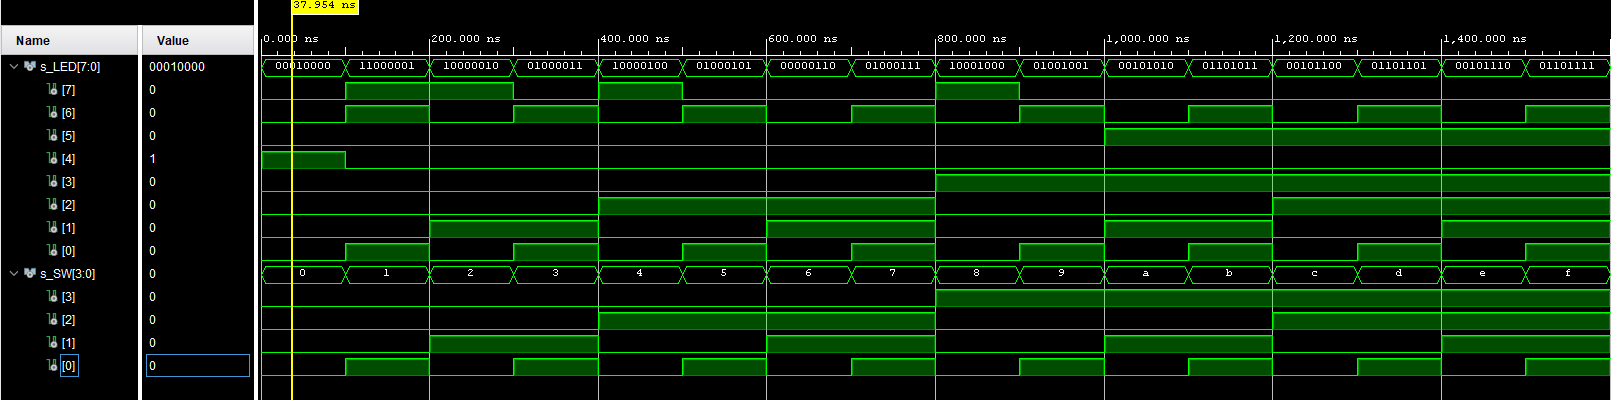 37.954 ns
Name Value
0.000 ns 200.000 ns 400.000 ns 600.000 ns 800.000 ns 1,000.000 ns 1,200.000 ns 1,400.000 ns
s_LED[7:0] 00010000 00010000 11000001 10000010 01000011 10000100 01000101 00000110 01000111 10001000 01001001 00101010 01101011 00101100 01101101 00101110 01101111
[7] 0
[6] 0
[5] 0
[4] 1
[3] 0
[2] 0
[1] 0
[0] 0
s_SW[3:0] 0 0 1 2 3 4 5 6 7 8 9 a b c d e f
[3] 0
[2] 0
[1] 0
[0] 0